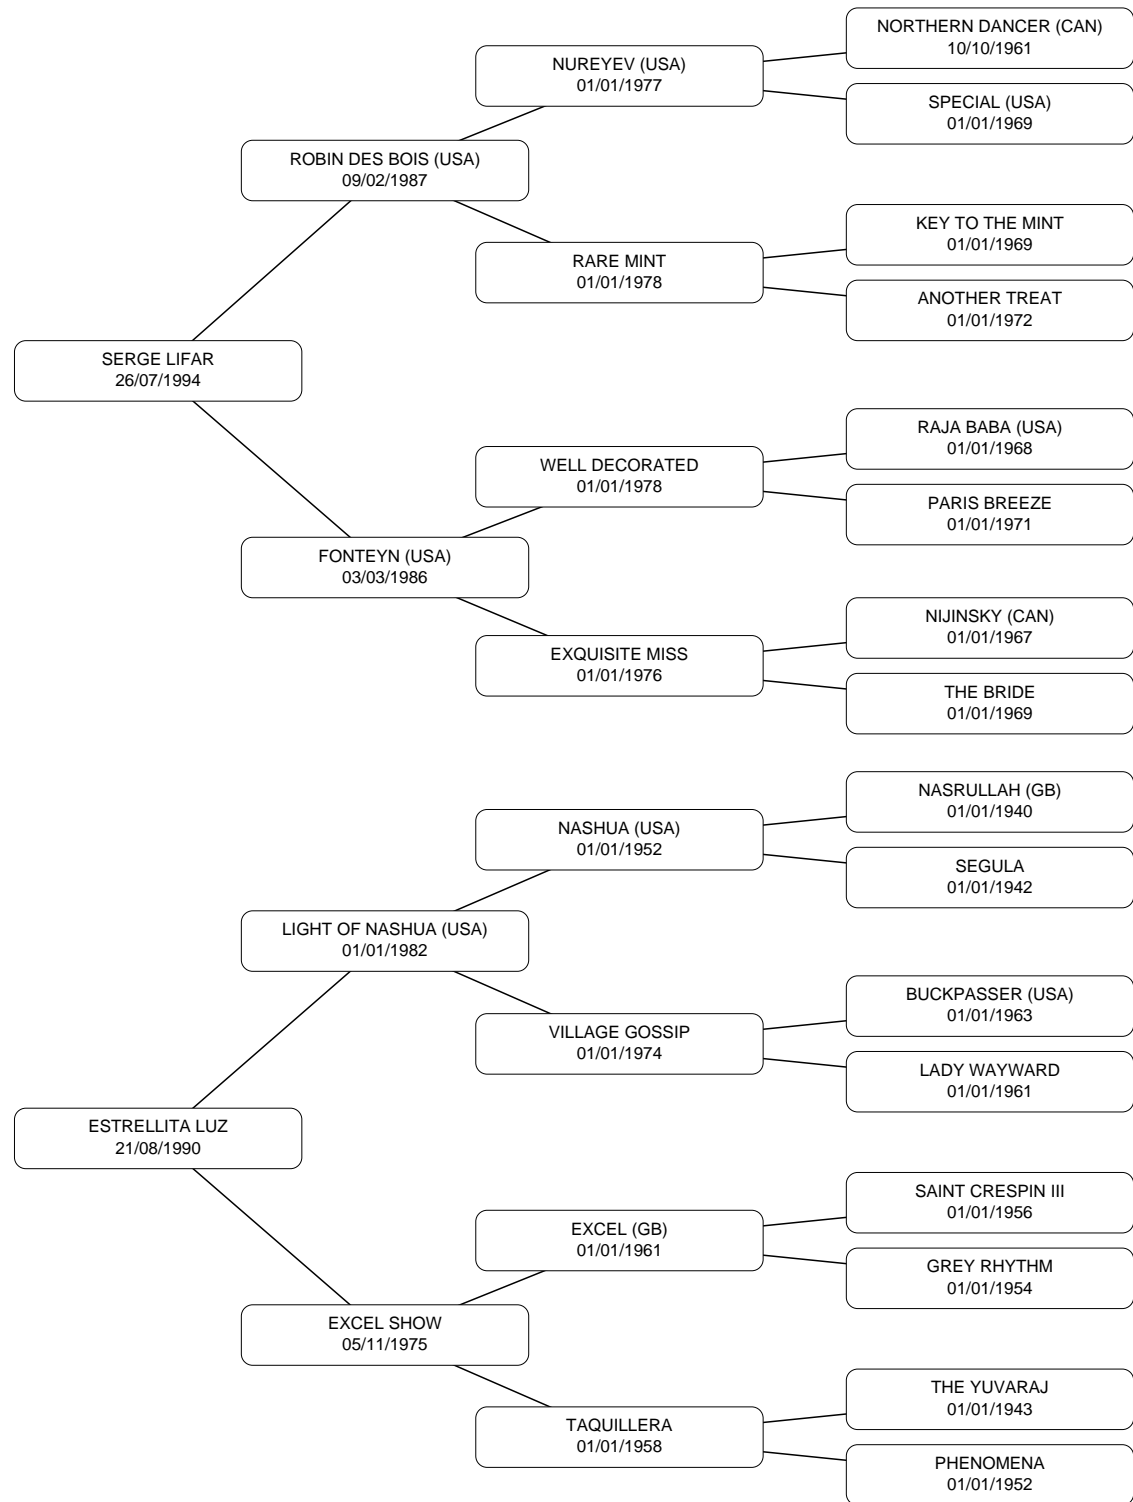 NORTHERN DANCER (CAN)
10/10/1961
NUREYEV (USA)
01/01/1977
SPECIAL (USA)
01/01/1969
ROBIN DES BOIS (USA)
09/02/1987
KEY TO THE MINT
01/01/1969
RARE MINT
01/01/1978
ANOTHER TREAT
01/01/1972
SERGE LIFAR
26/07/1994
RAJA BABA (USA)
01/01/1968
WELL DECORATED
01/01/1978
PARIS BREEZE
01/01/1971
FONTEYN (USA)
03/03/1986
NIJINSKY (CAN)
01/01/1967
EXQUISITE MISS
01/01/1976
THE BRIDE
01/01/1969
NASRULLAH (GB)
01/01/1940
NASHUA (USA)
01/01/1952
SEGULA
01/01/1942
LIGHT OF NASHUA (USA)
01/01/1982
BUCKPASSER (USA)
01/01/1963
VILLAGE GOSSIP
01/01/1974
LADY WAYWARD
01/01/1961
ESTRELLITA LUZ
21/08/1990
SAINT CRESPIN III
01/01/1956
EXCEL (GB)
01/01/1961
GREY RHYTHM
01/01/1954
EXCEL SHOW
05/11/1975
THE YUVARAJ
01/01/1943
TAQUILLERA
01/01/1958
PHENOMENA
01/01/1952